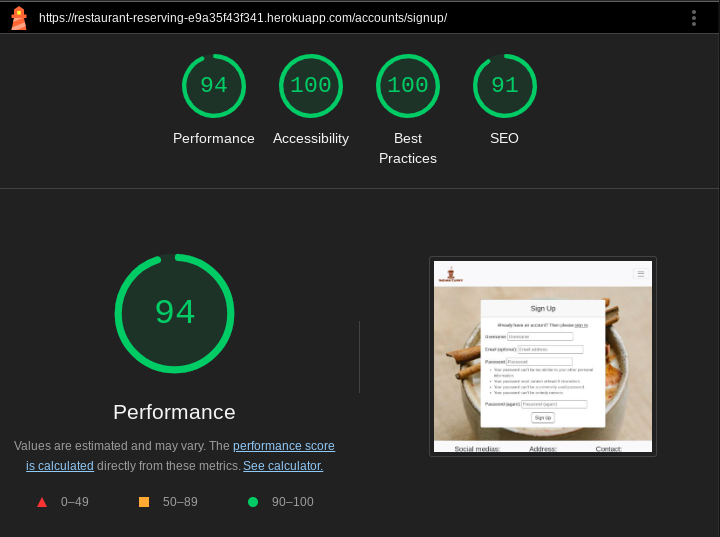 https://restaurant-reserving-e9a35f43f341.herokuapp.com/accounts/signup/
94 100 100 91
Performance Accessibility Best Practices SEO
94
Performance
Values are estimated and may vary. The performance score
is calculated directly from these metrics. See calculator.
0–49 50–89 90–100
Sign Up
Already have an account? Then please sign in
Username: Username
Email (optional): Email address
Password: Password
Your password can't be too similar to your other personal
information.
Your password must contain at least 8 characters.
Your password can't be a commonly used password.
Your password can't be entirely numeric.
Password (again): Password (again)
Sign Up
Social medias: Address: Contact: